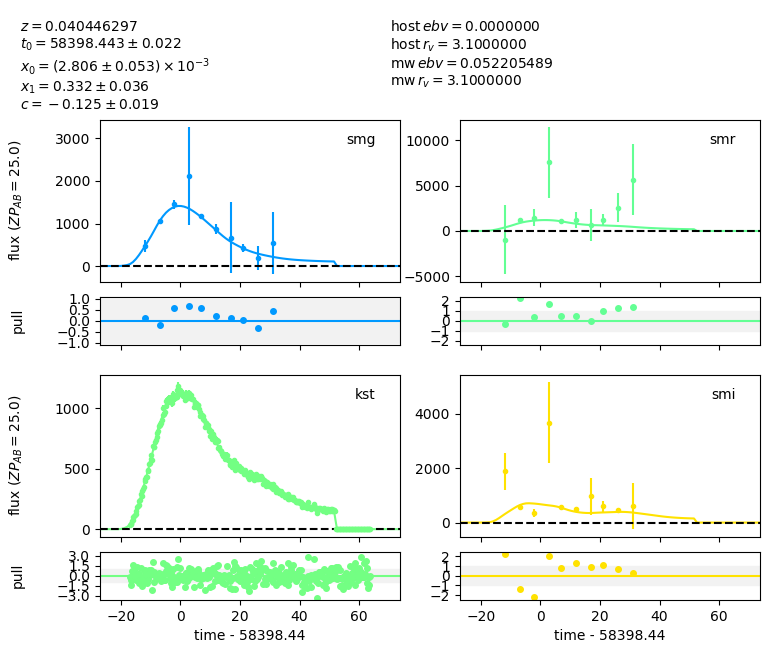 z = 0.040446297
t₀ = 58398.443 ± 0.022
x₀ = (2.806 ± 0.053) × 10⁻³
x₁ = 0.332 ± 0.036
c = −0.125 ± 0.019
host ebv = 0.0000000
host r_v = 3.1000000
mw ebv = 0.052205489
mw r_v = 3.1000000
smg
flux (ZP_AB = 25.0)
3000
2000
1000
0
smr
10000
5000
0
−5000
pull
1.0
0.5
0.0
−0.5
−1.0
2
1
0
−1
−2
kst
flux (ZP_AB = 25.0)
1000
500
0
smi
4000
2000
0
pull
3.0
1.5
0.0
−1.5
−3.0
−20 0 20 40 60
time - 58398.44
2
1
0
−1
−2
−20 0 20 40 60
time - 58398.44